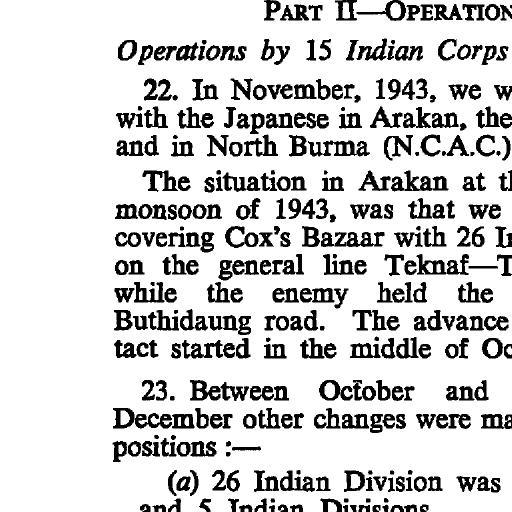 PART II—OPERATION
Operations by 15 Indian Corps
22. In November, 1943, we w
with the Japanese in Arakan, the
and in North Burma (N.C.A.C.)
The situation in Arakan at t
monsoon of 1943, was that we
covering Cox's Bazaar with 26 I
on the general line Teknaf—T
while the enemy held the
Buthidaung road. The advance
tact started in the middle of Oc
23. Between October and
December other changes were ma
positions :—
(a) 26 Indian Division was
and 5 Indian Divisions